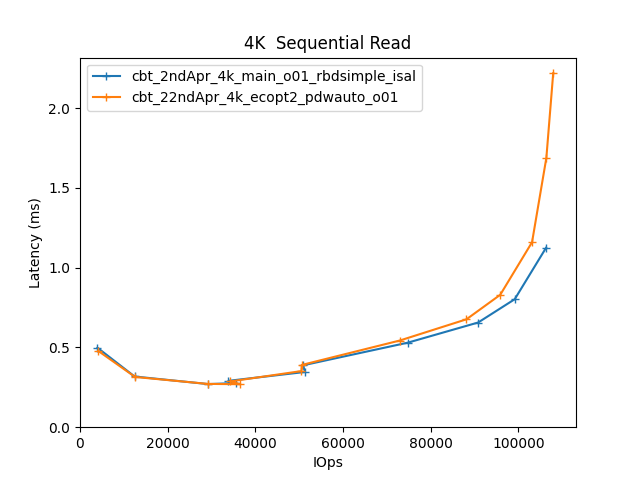 4K  Sequential Read
cbt_2ndApr_4k_main_o01_rbdsimple_isal
cbt_22ndApr_4k_ecopt2_pdwauto_o01
Latency (ms)
2.0
1.5
1.0
0.5
0.0
0 20000 40000 60000 80000 100000
IOps